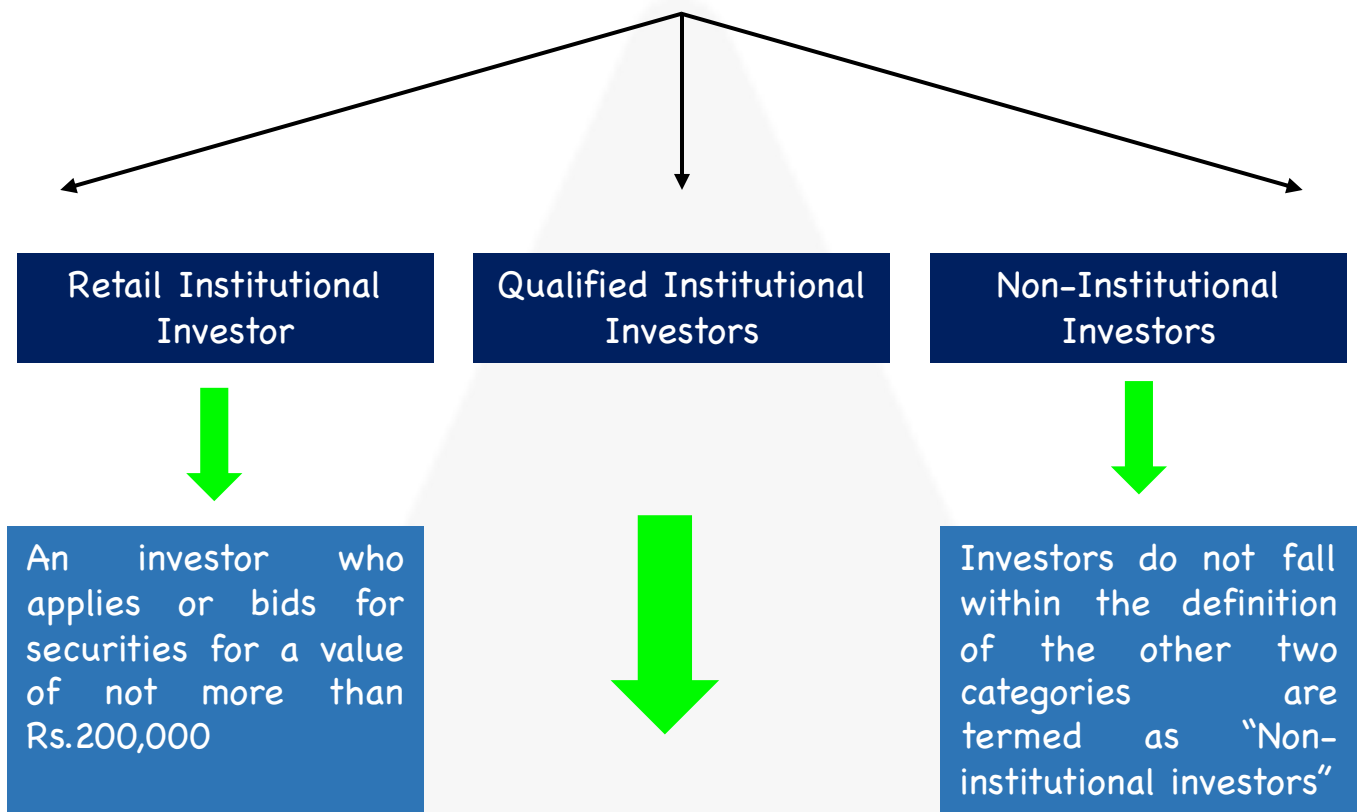 Retail Institutional
Investor
Qualified Institutional
Investors
Non-Institutional
Investors
An investor who
applies or bids for
securities for a value
of not more than
Rs.200,000
Investors do not fall
within the definition
of the other two
categories are
termed as “Non-
institutional investors”